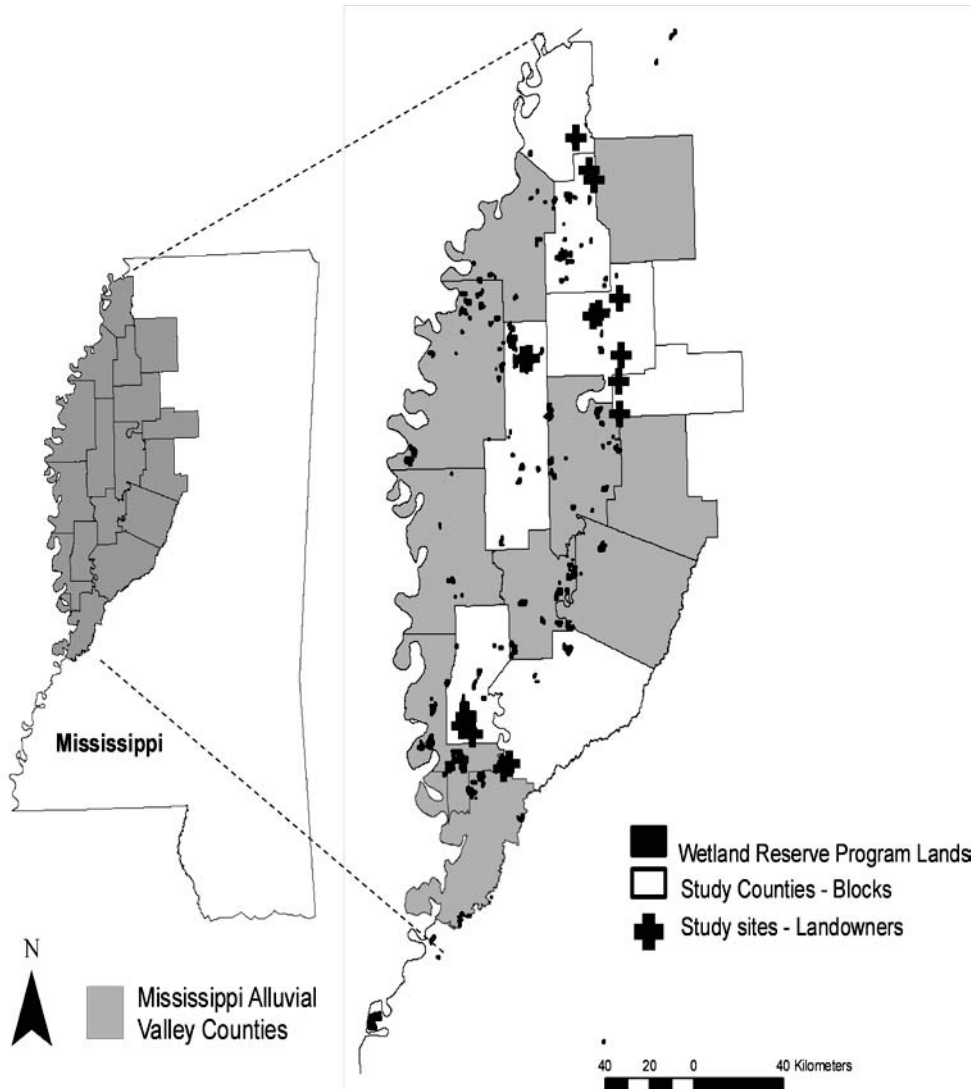 Mississippi
Wetland Reserve Program Lands
Study Counties - Blocks
Study sites - Landowners
N
Mississippi Alluvial
Valley Counties
40 20 0 40 Kilometers